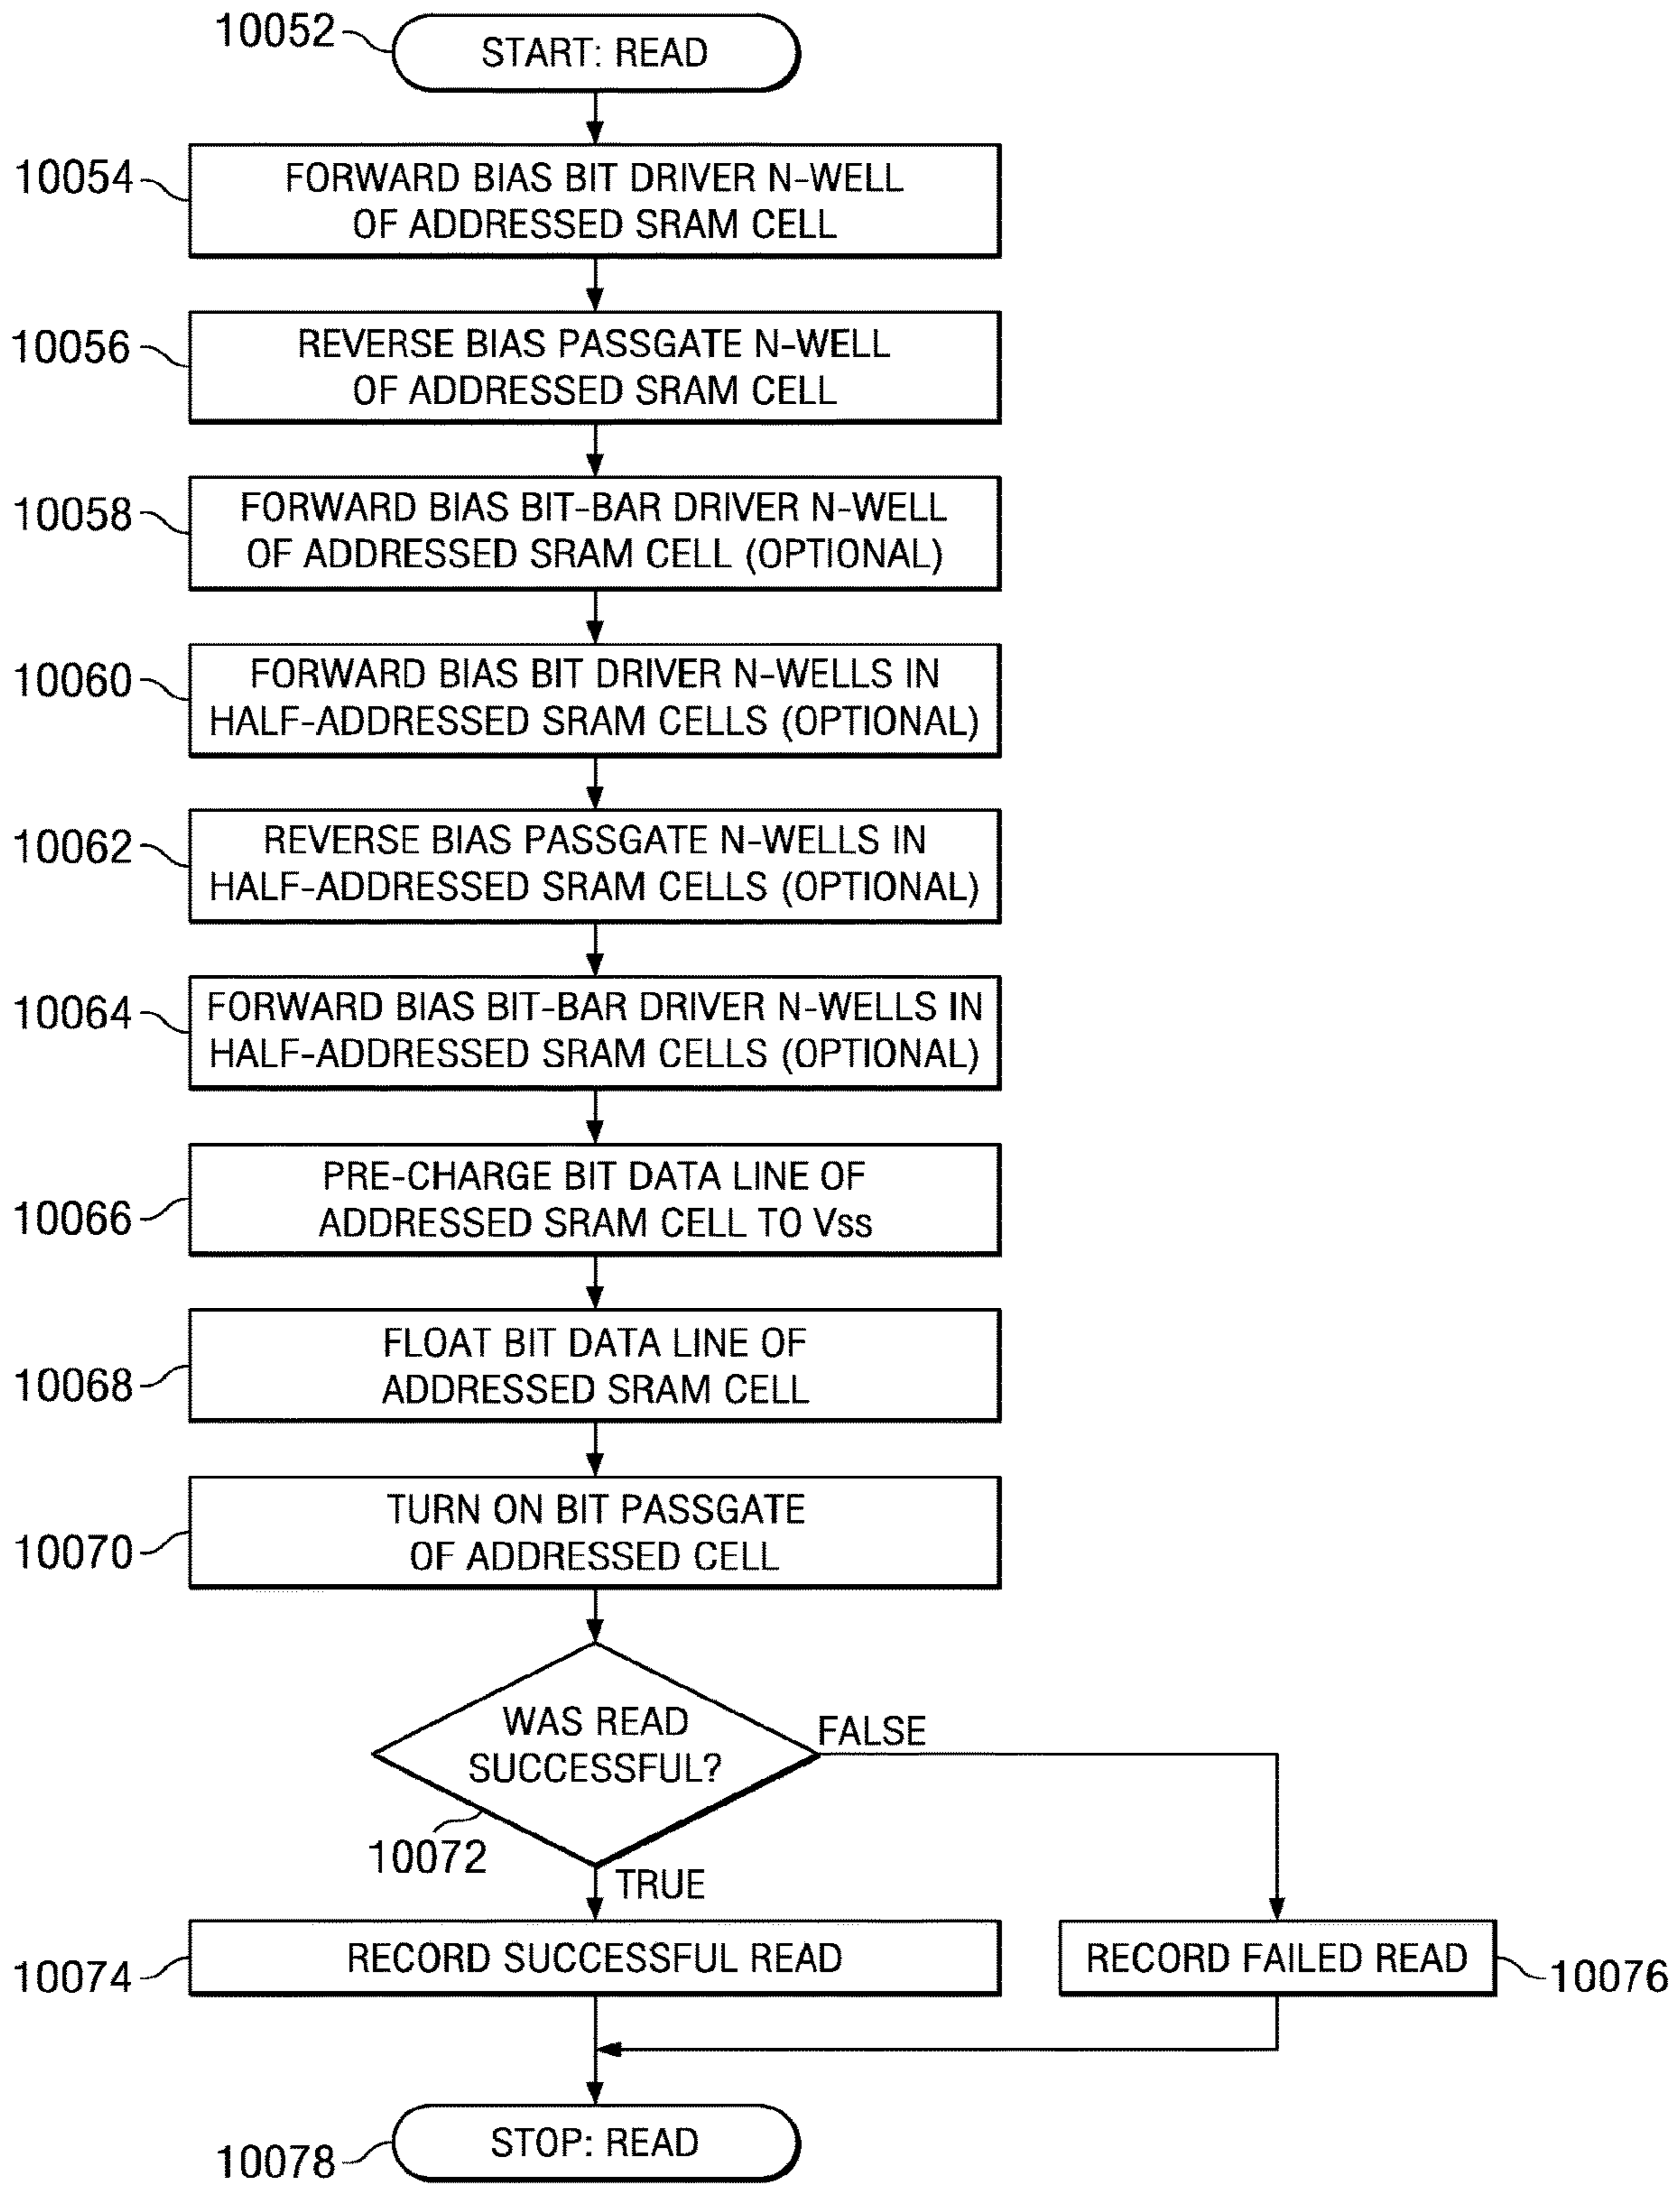 10052
START: READ
10054
FORWARD BIAS BIT DRIVER N-WELL
OF ADDRESSED SRAM CELL
10056
REVERSE BIAS PASSGATE N-WELL
OF ADDRESSED SRAM CELL
10058
FORWARD BIAS BIT-BAR DRIVER N-WELL
OF ADDRESSED SRAM CELL (OPTIONAL)
10060
FORWARD BIAS BIT DRIVER N-WELLS IN
HALF-ADDRESSED SRAM CELLS (OPTIONAL)
10062
REVERSE BIAS PASSGATE N-WELLS IN
HALF-ADDRESSED SRAM CELLS (OPTIONAL)
10064
FORWARD BIAS BIT-BAR DRIVER N-WELLS IN
HALF-ADDRESSED SRAM CELLS (OPTIONAL)
10066
PRE-CHARGE BIT DATA LINE OF
ADDRESSED SRAM CELL TO Vss
10068
FLOAT BIT DATA LINE OF
ADDRESSED SRAM CELL
10070
TURN ON BIT PASSGATE
OF ADDRESSED CELL
WAS READ
SUCCESSFUL?
FALSE
10072
TRUE
10074
RECORD SUCCESSFUL READ
RECORD FAILED READ
10076
10078
STOP: READ